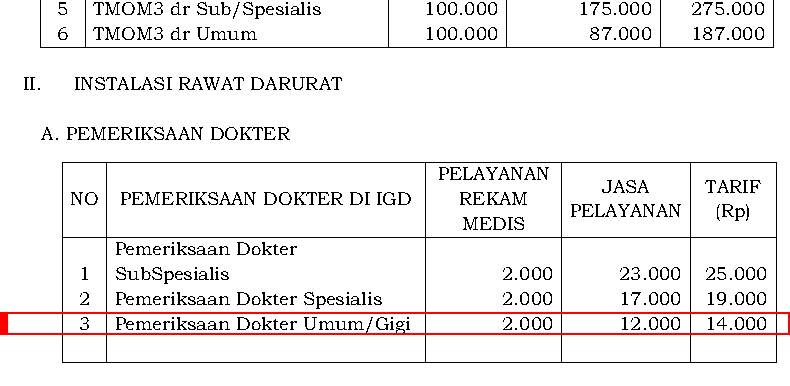 5 TMOM3 dr Sub/Spesialis 100.000 175.000 275.000
6 TMOM3 dr Umum 100.000 87.000 187.000
II. INSTALASI RAWAT DARURAT
A. PEMERIKSAAN DOKTER
NO PEMERIKSAAN DOKTER DI IGD PELAYANAN REKAM MEDIS JASA PELAYANAN TARIF (Rp)
Pemeriksaan Dokter
1 SubSpesialis 2.000 23.000 25.000
2 Pemeriksaan Dokter Spesialis 2.000 17.000 19.000
3 Pemeriksaan Dokter Umum/Gigi 2.000 12.000 14.000